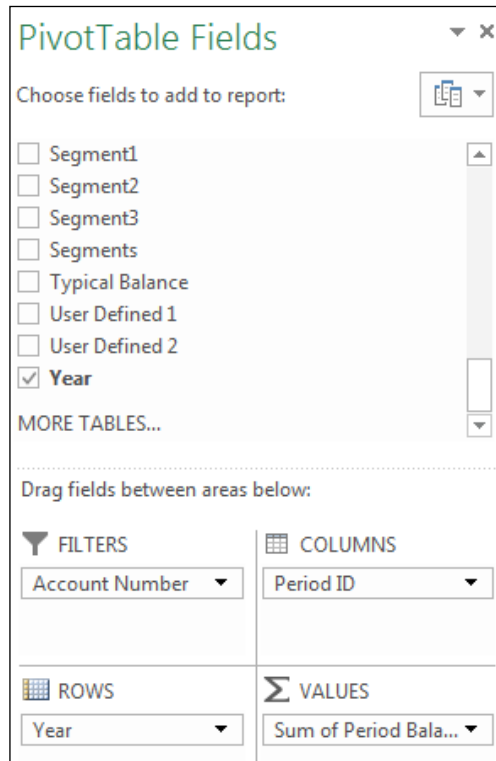 PivotTable Fields
Choose fields to add to report:
Segment1
Segment2
Segment3
Segments
Typical Balance
User Defined 1
User Defined 2
Year
MORE TABLES...
Drag fields between areas below:
FILTERS
Account Number
COLUMNS
Period ID
ROWS
Year
Σ VALUES
Sum of Period Bala...